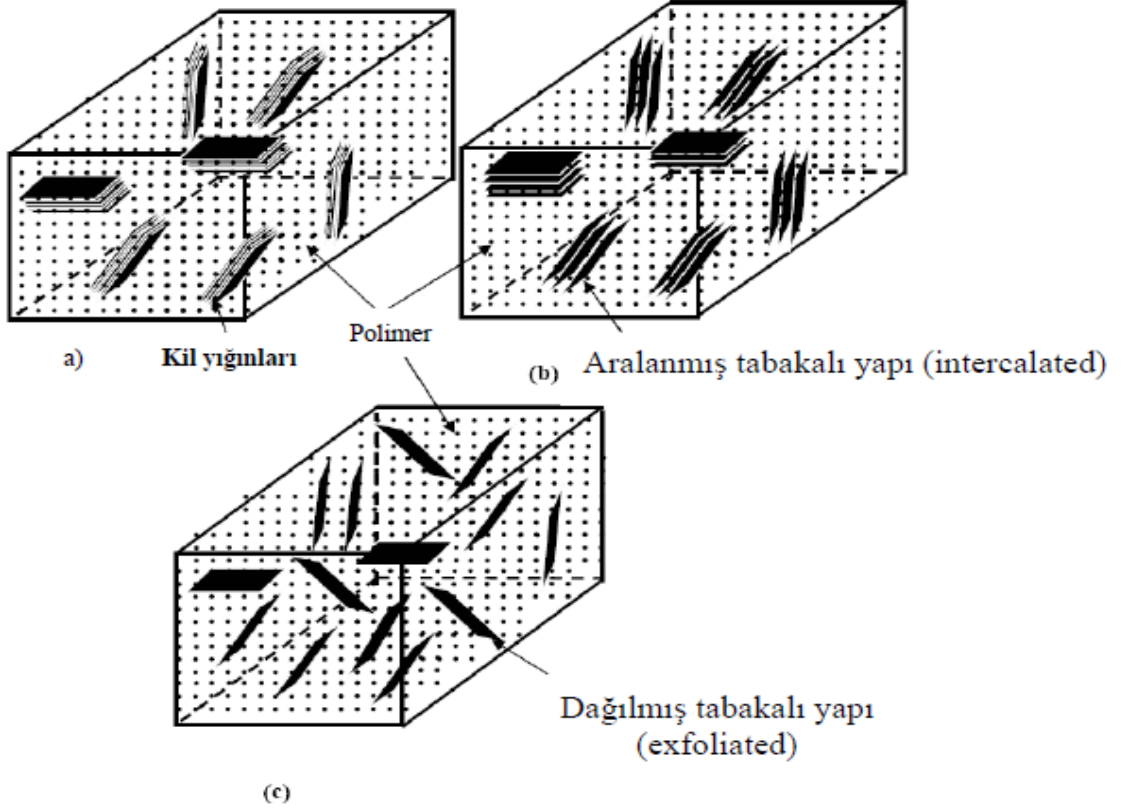 a)
Kil yığınları
Polimer
(b)
Aralanmış tabakalı yapı (intercalated)
Dağılmış tabakalı yapı
(exfoliated)
(c)